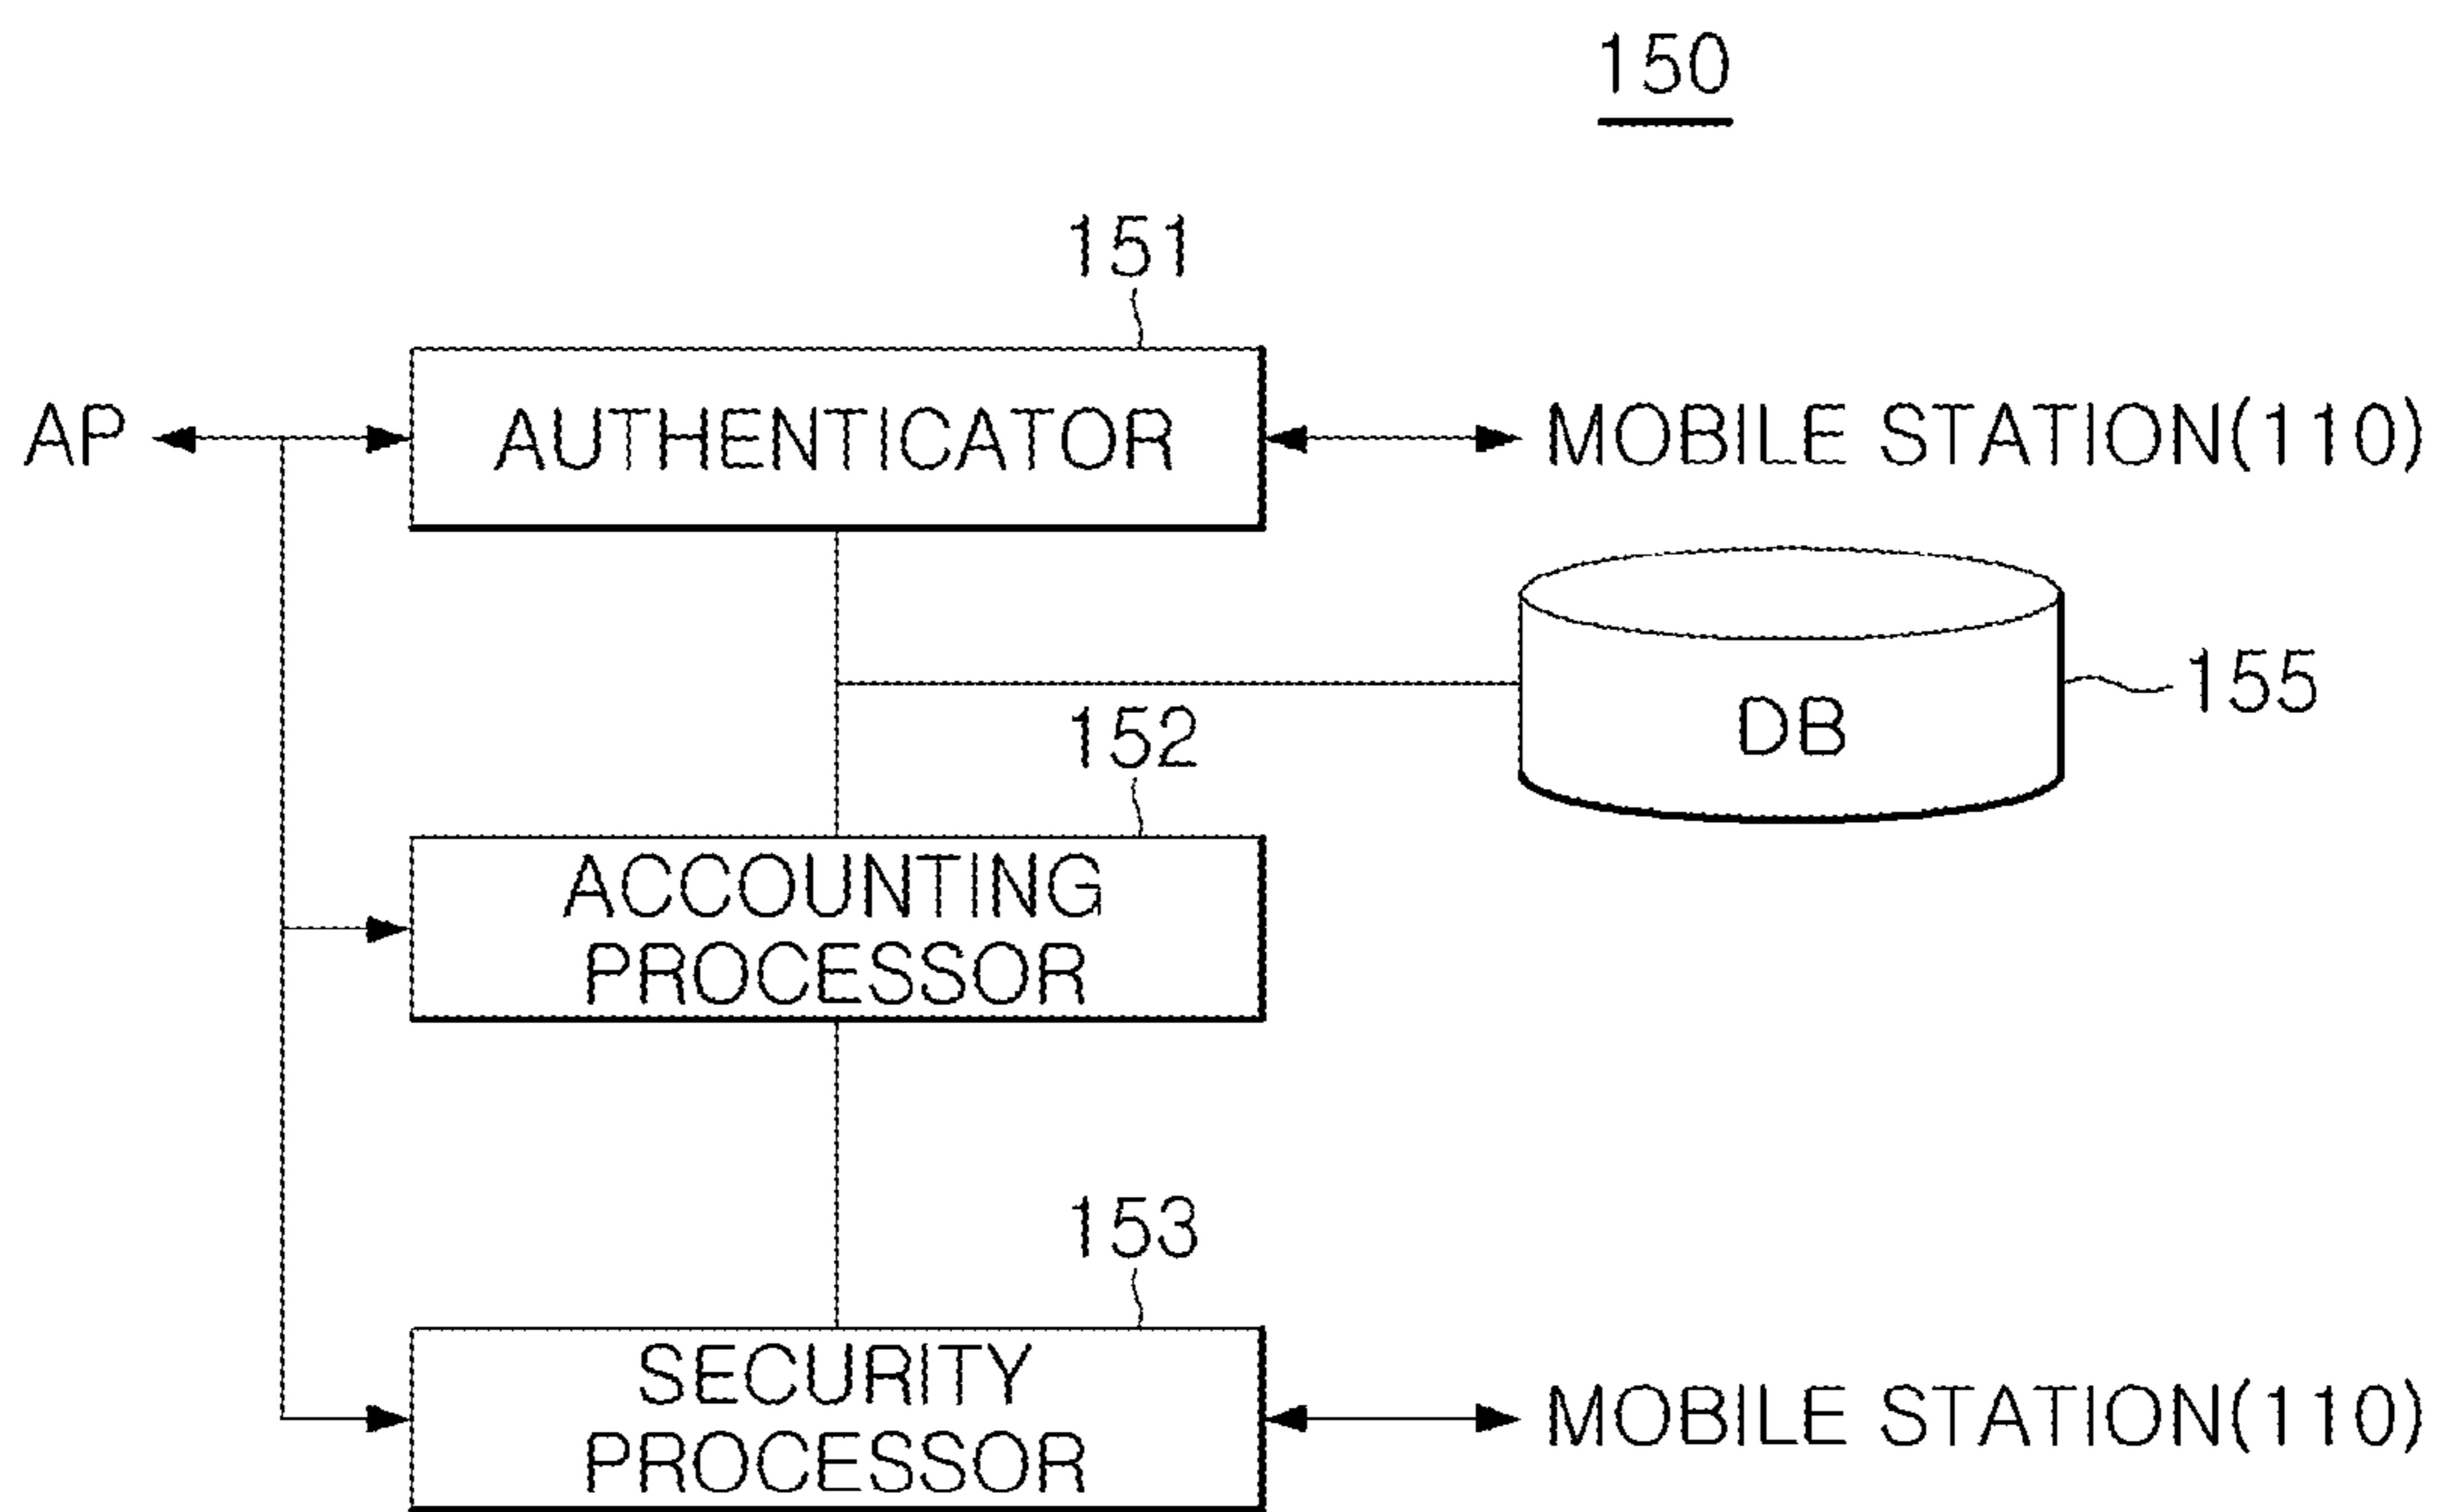 150
151
AP
AUTHENTICATOR
MOBILE STATION(110)
155
DB
152
ACCOUNTING
PROCESSOR
153
SECURITY
PROCESSOR
MOBILE STATION(110)